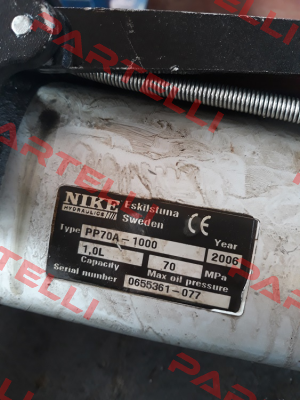 PARTELLI
NIKE
HYDRAULICS
Eskilstuna
Sweden
CE
Type PP70A-1000 Year 2006
1,0L 70 MPa
Capacity Max oil pressure
Serial number 0655361-077
PARTELLI
PARTELLI